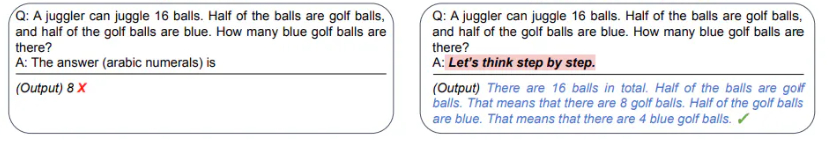 Q: A juggler can juggle 16 balls. Half of the balls are golf balls,
and half of the golf balls are blue. How many blue golf balls are
there?
A: The answer (arabic numerals) is
(Output) 8 X
Q: A juggler can juggle 16 balls. Half of the balls are golf balls,
and half of the golf balls are blue. How many blue golf balls are
there?
A: Let's think step by step.
(Output) There are 16 balls in total. Half of the balls are golf
balls. That means that there are 8 golf balls. Half of the golf balls
are blue. That means that there are 4 blue golf balls. ✓